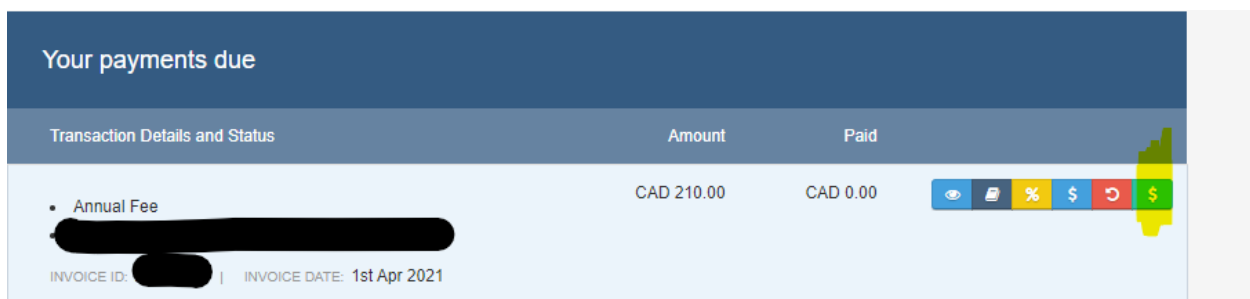 Your payments due
Transaction Details and Status Amount Paid
Annual Fee CAD 210.00 CAD 0.00 % $ $
INVOICE ID: | INVOICE DATE: 1st Apr 2021